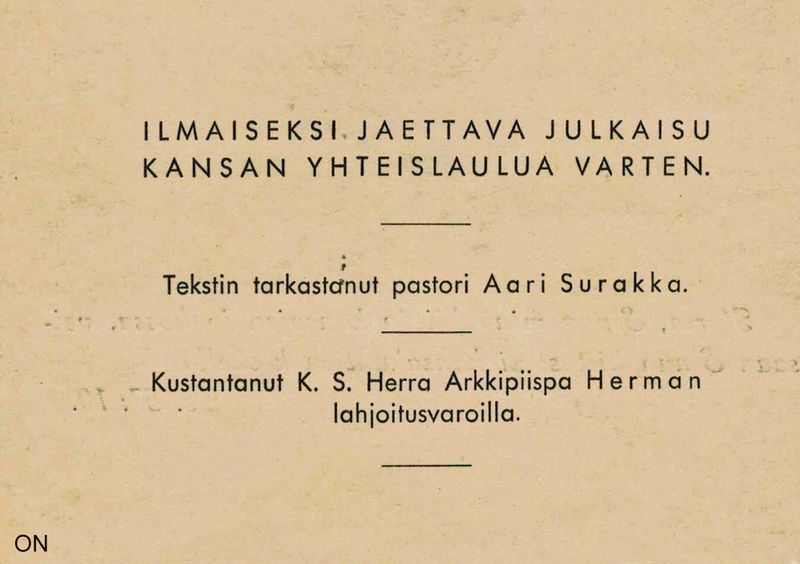 ILMAISEKSI JAETTAVA JULKAISU
KANSAN YHTEISLAULUA VARTEN.
Tekstin tarkastanut pastori Aari Surakka.
Kustantanut K. S. Herra Arkkipiispa Herman
lahjoitusvaroilla.
ON